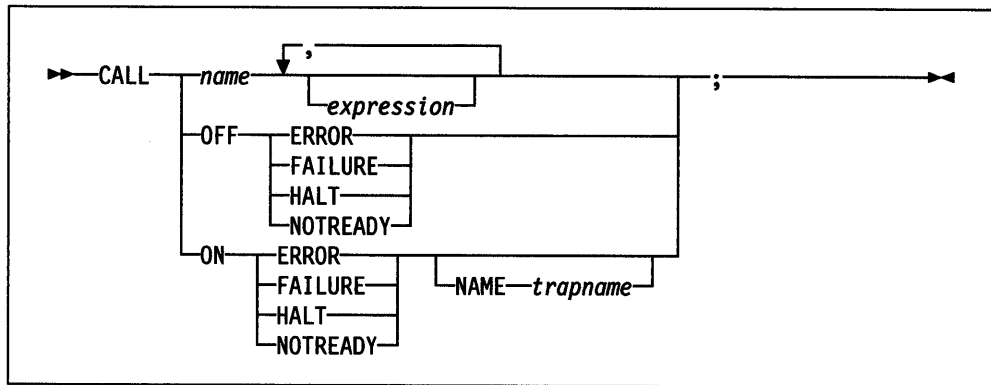 ,
CALL name ;
expression
OFF ERROR
FAILURE
HALT
NOTREADY
ON ERROR
FAILURE NAME trapname
HALT
NOTREADY